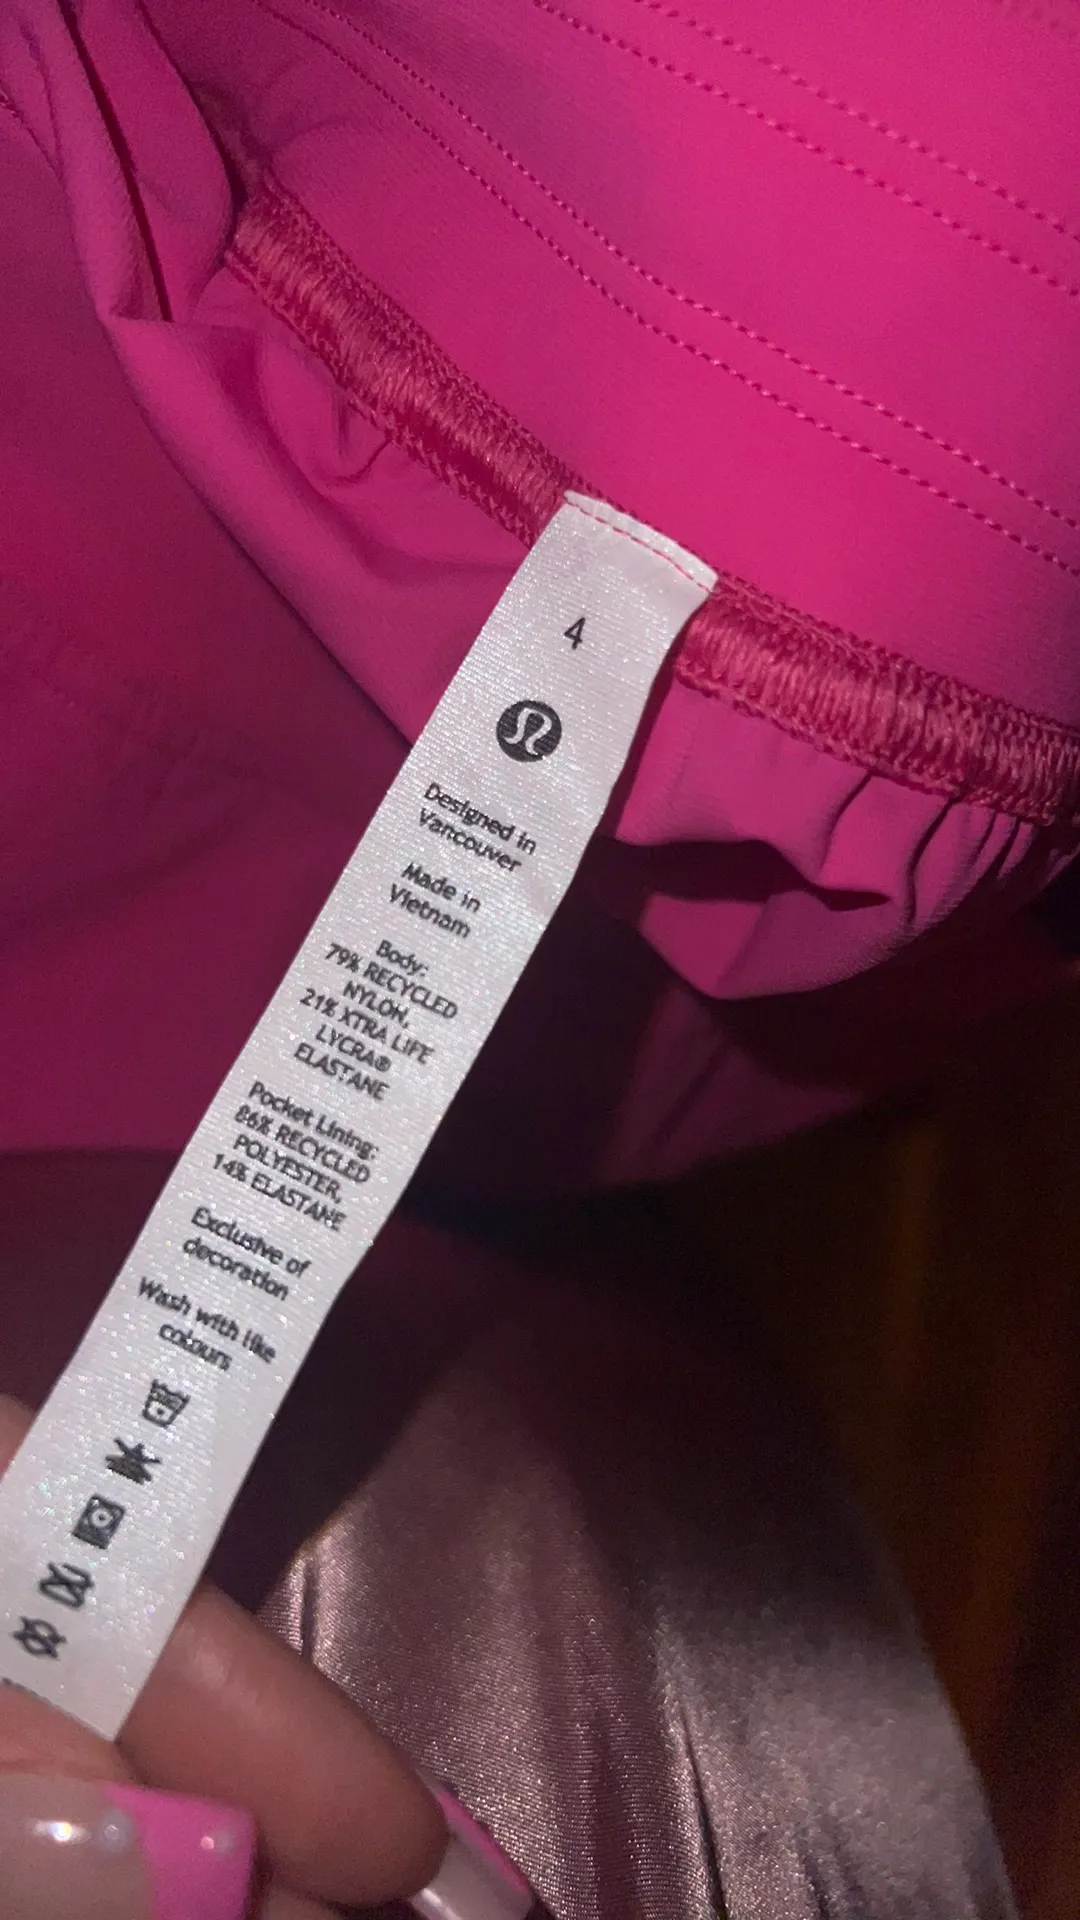 4
Designed in
Vancouver
Made in
Vietnam
Body:
79% RECYCLED
NYLON,
21% XTRA LIFE
LYCRA®
ELASTANE
Pocket Lining:
86% RECYCLED
POLYESTER,
14% ELASTANE
Exclusive of
decoration
Wash with like
colours